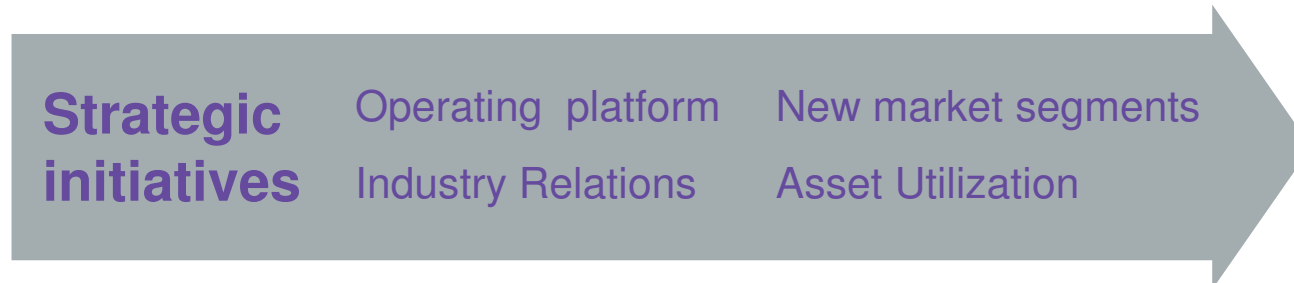 Strategic
initiatives
Operating  platform
Industry Relations
New market segments
Asset Utilization